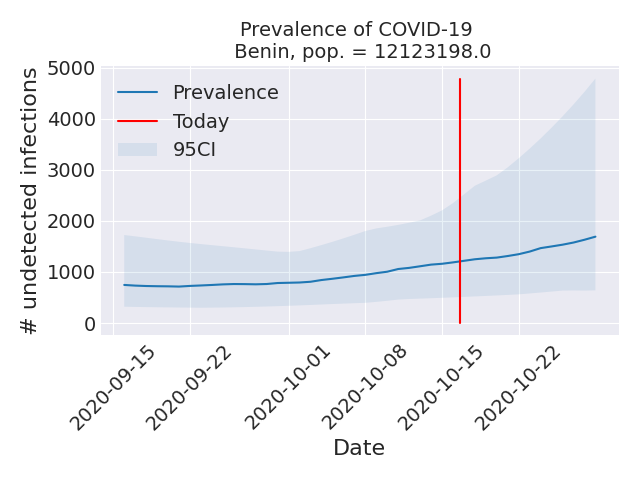 Prevalence of COVID-19
Benin, pop. = 12123198.0
# undetected infections
5000
4000
3000
2000
1000
0
Prevalence
Today
95CI
2020-09-15
2020-09-22
2020-10-01
2020-10-08
2020-10-15
2020-10-22
Date